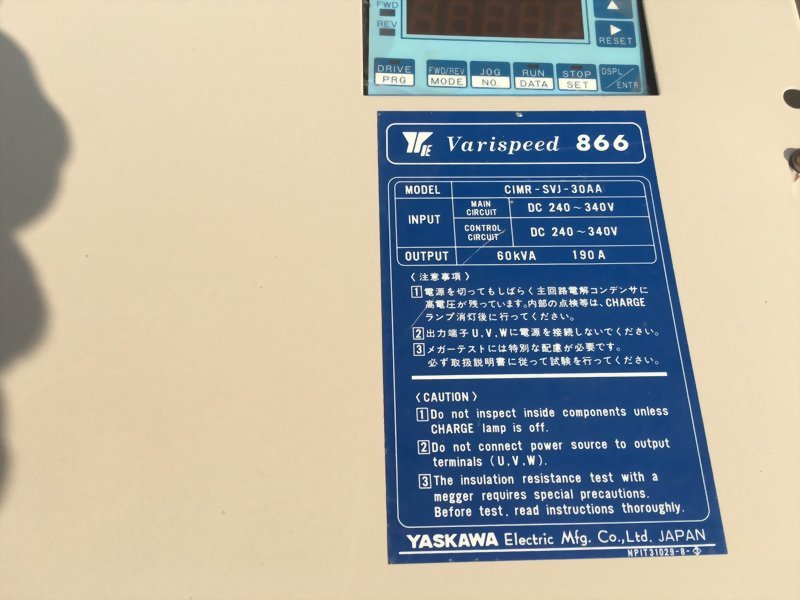 FWD
REV
RESET
DRIVE
PRG
FWD/REV
MODE
JOG
NO.
RUN
DATA
STOP
SET
DSPL
ENTR
YE Varispeed 866
MODEL CIMR-SVJ-30AA
INPUT
MAIN CIRCUIT DC 240～340V
CONTROL CIRCUIT DC 240～340V
OUTPUT 60kVA 190A
〈注意事項〉
1 電源を切ってもしばらく主回路電解コンデンサに
高電圧が残っています。内部の点検等は、CHARGE
ランプ消灯後に行ってください。
2 出力端子U,V,Wに電源を接続しないでください。
3 メガーテストには特別な配慮が必要です。
必ず取扱説明書に従って試験を行ってください。
〈CAUTION〉
1 Do not inspect inside components unless
CHARGE lamp is off.
2 Do not connect power source to output
terminals (U,V,W).
3 The insulation resistance test with a
megger requires special precautions.
Before test, read instructions thoroughly.
YASKAWA Electric Mfg. Co.,Ltd. JAPAN
NPIT31029-8-